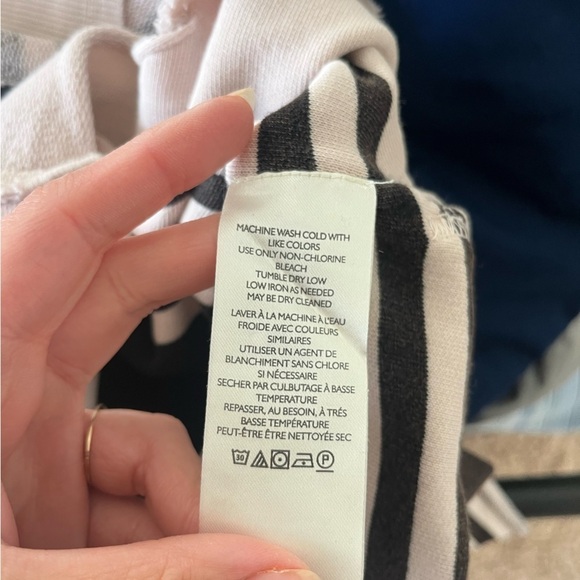 MACHINE WASH COLD WITH
LIKE COLORS
USE ONLY NON-CHLORINE
BLEACH
TUMBLE DRY LOW
LOW IRON AS NEEDED
MAY BE DRY CLEANED
LAVER À LA MACHINE À L'EAU
FROIDE AVEC COULEURS
SIMILAIRES
UTILISER UN AGENT DE
BLANCHIMENT SANS CHLORE
SI NÉCESSAIRE
SECHER PAR CULBUTAGE À BASSE
TEMPERATURE
REPASSER, AU BESOIN, À TRÉS
BASSE TEMPÉRATURE
PEUT-ÊTRE ÊTRE NETTOYÉE SEC
30 P